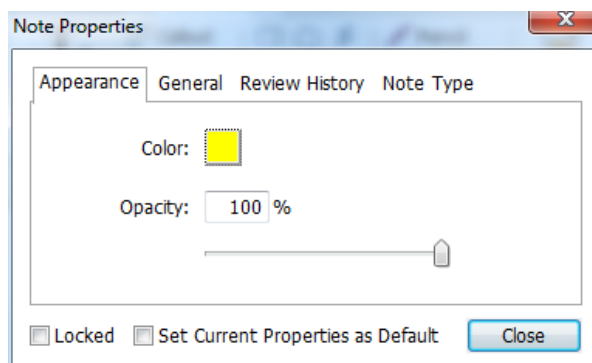 Note Properties
Appearance General Review History Note Type
Color:
Opacity: 100 %
Locked Set Current Properties as Default Close